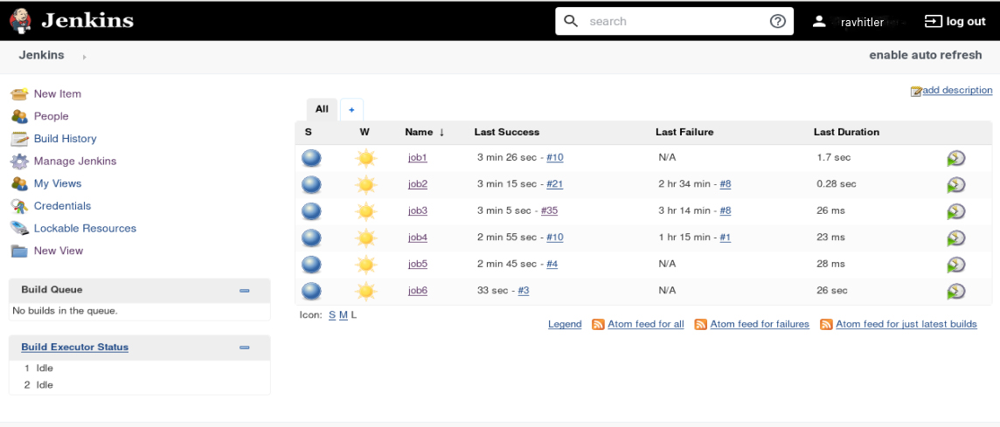 Jenkins search ravhitler log out
Jenkins enable auto refresh
add description
New Item
People
Build History
Manage Jenkins
My Views
Credentials
Lockable Resources
New View
Build Queue
No builds in the queue.
Build Executor Status
1 Idle
2 Idle
All +
S W Name ↓ Last Success Last Failure Last Duration
job1 3 min 26 sec - #10 N/A 1.7 sec
job2 3 min 15 sec - #21 2 hr 34 min - #8 0.28 sec
job3 3 min 5 sec - #35 3 hr 14 min - #8 26 ms
job4 2 min 55 sec - #10 1 hr 15 min - #1 23 ms
job5 2 min 45 sec - #4 N/A 28 ms
job6 33 sec - #3 N/A 26 sec
Icon: S M L
Legend Atom feed for all Atom feed for failures Atom feed for just latest builds